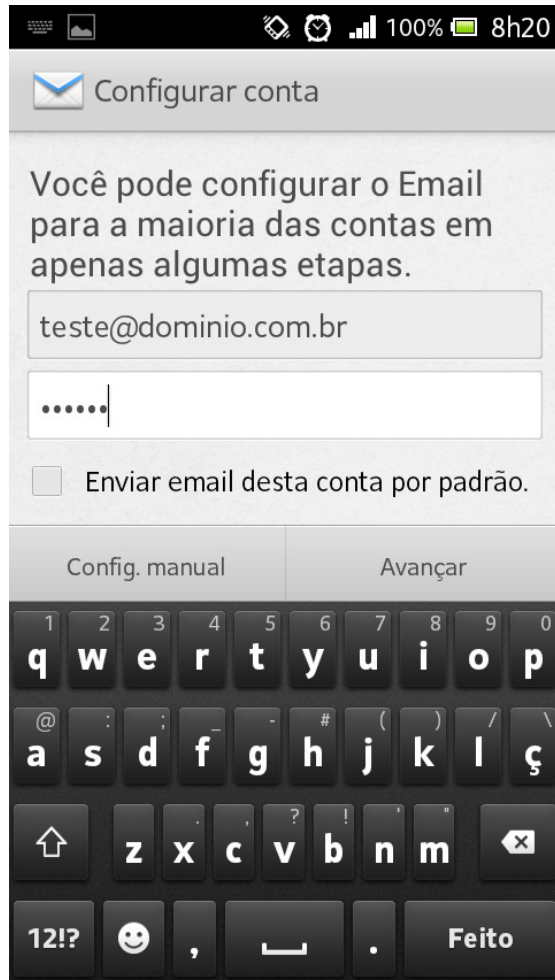 100% 8h20
Configurar conta
Você pode configurar o Email
para a maioria das contas em
apenas algumas etapas.
teste@dominio.com.br
••••••
Enviar email desta conta por padrão.
Config. manual Avançar
1 2 3 4 5 6 7 8 9 0
q w e r t y u i o p
@ : ; _ - # ( ) / \
a s d f g h j k l ç
. , ? ! ' "
z x c v b n m
12!? , . Feito